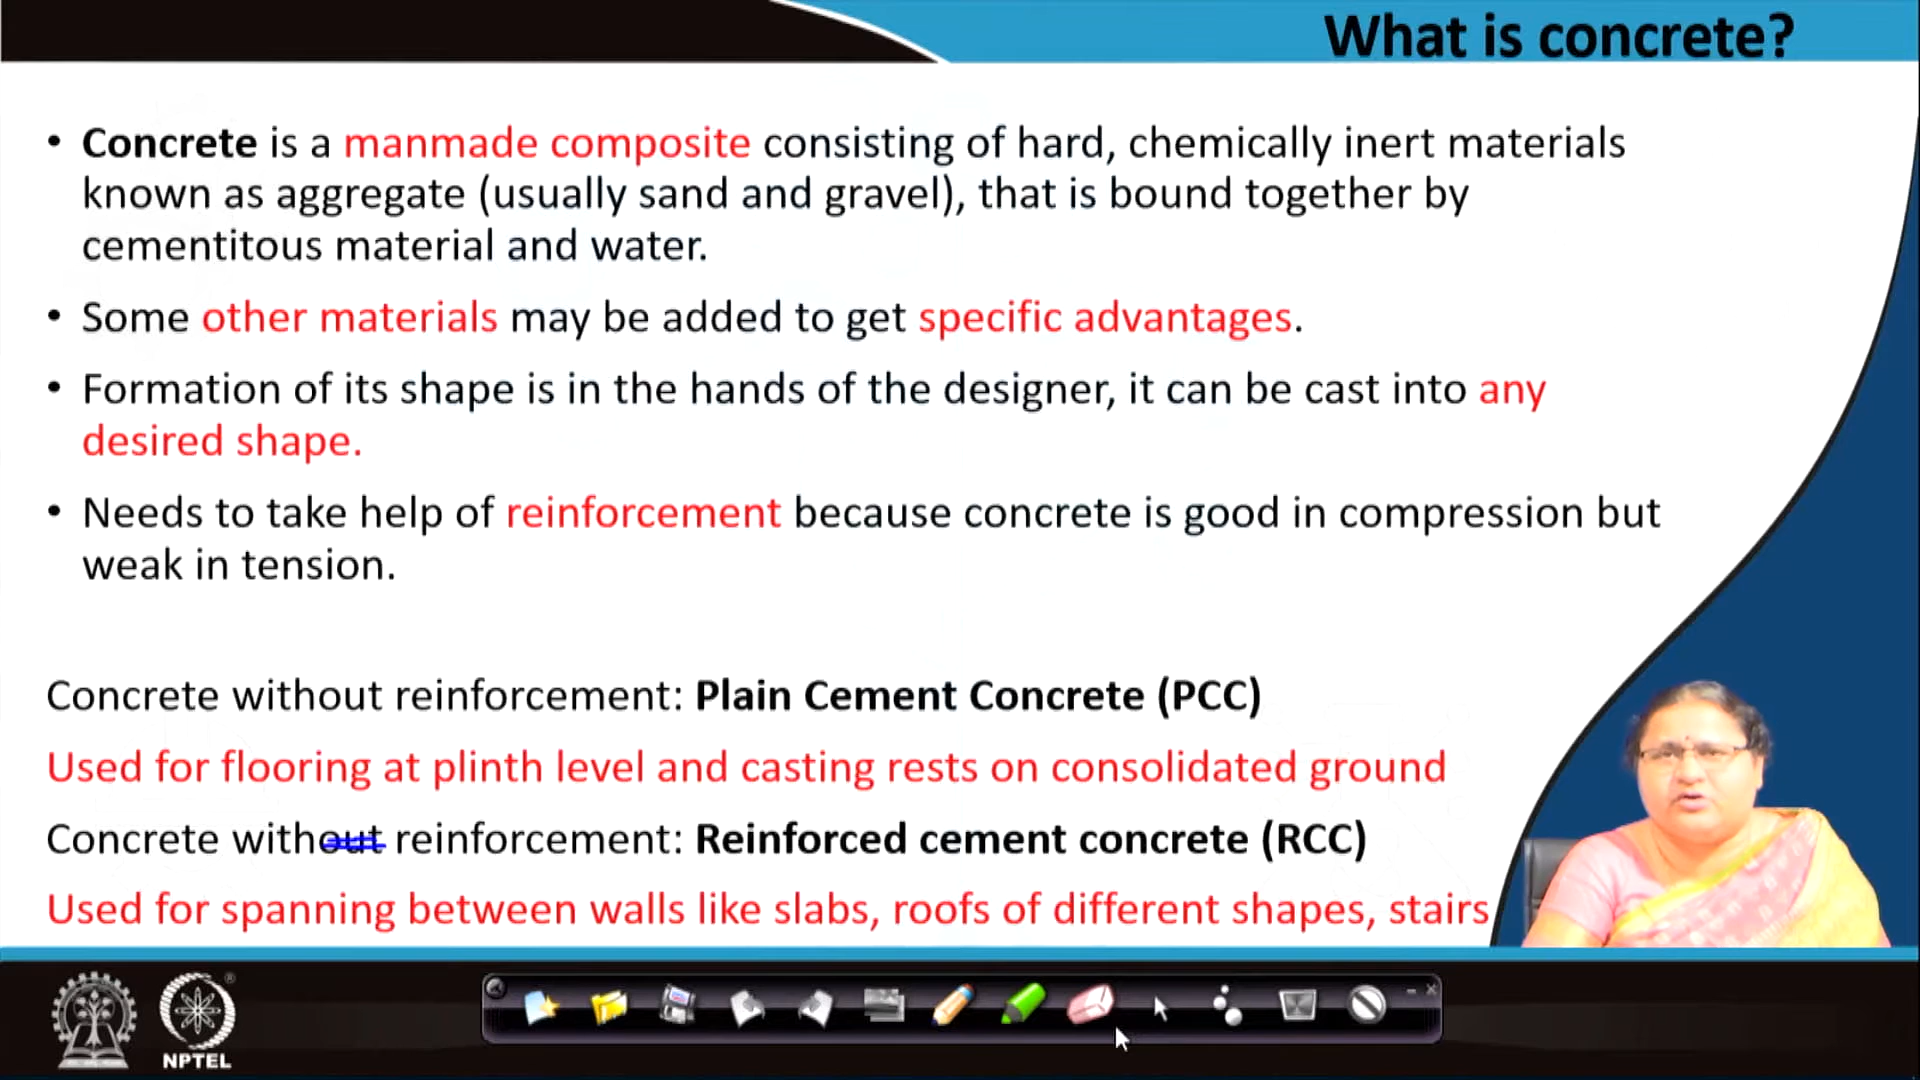 What is concrete?
• Concrete is a manmade composite consisting of hard, chemically inert materials
known as aggregate (usually sand and gravel), that is bound together by
cementitous material and water.
• Some other materials may be added to get specific advantages.
• Formation of its shape is in the hands of the designer, it can be cast into any
desired shape.
• Needs to take help of reinforcement because concrete is good in compression but
weak in tension.
Concrete without reinforcement: Plain Cement Concrete (PCC)
Used for flooring at plinth level and casting rests on consolidated ground
Concrete without reinforcement: Reinforced cement concrete (RCC)
Used for spanning between walls like slabs, roofs of different shapes, stairs
®
NPTEL